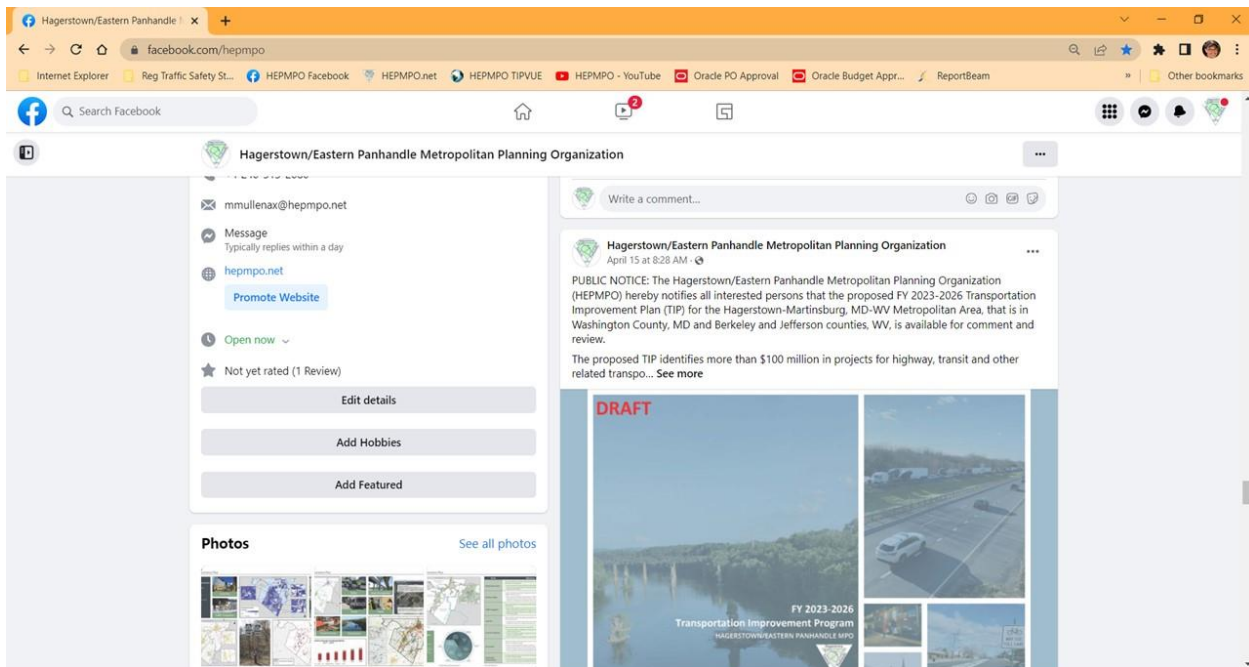 Hagerstown/Eastern Panhandle
facebook.com/hepmpo
Internet Explorer
Reg Traffic Safety St...
HEPMPO Facebook
HEPMPO.net
HEPMPO TIPVUE
HEPMPO - YouTube
Oracle PO Approval
Oracle Budget Appr...
ReportBeam
»
Other bookmarks
Search Facebook
2
Hagerstown/Eastern Panhandle Metropolitan Planning Organization
mmullenax@hepmpo.net
Message
Typically replies within a day
hepmpo.net
Promote Website
Open now
Not yet rated (1 Review)
Edit details
Add Hobbies
Add Featured
Photos
See all photos
Write a comment...
GIF
Hagerstown/Eastern Panhandle Metropolitan Planning Organization
April 15 at 8:28 AM ·
PUBLIC NOTICE: The Hagerstown/Eastern Panhandle Metropolitan Planning Organization
(HEPMPO) hereby notifies all interested persons that the proposed FY 2023-2026 Transportation
Improvement Plan (TIP) for the Hagerstown-Martinsburg, MD-WV Metropolitan Area, that is in
Washington County, MD and Berkeley and Jefferson counties, WV, is available for comment and
review.
The proposed TIP identifies more than $100 million in projects for highway, transit and other
related transpo... See more
DRAFT
FY 2023-2026
Transportation Improvement Program
HAGERSTOWN/EASTERN PANHANDLE MPO